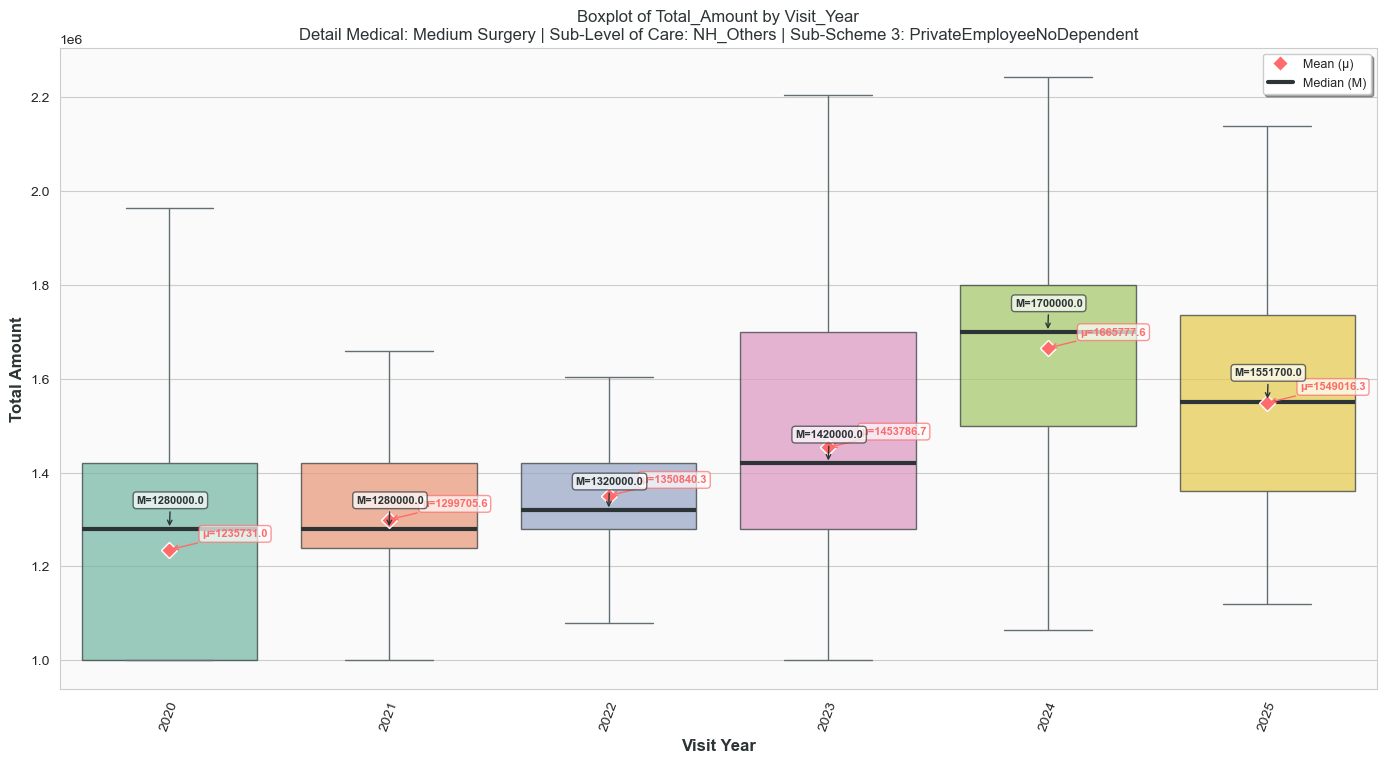 Boxplot of Total_Amount by Visit_Year
Detail Medical: Medium Surgery | Sub-Level of Care: NH_Others | Sub-Scheme 3: PrivateEmployeeNoDependent
1e6
Mean (μ)
Median (M)
2.2
2.0
1.8
1.6
1.4
1.2
1.0
Total Amount
M=1280000.0
μ=1235731.0
M=1280000.0
=1299705.6
M=1320000.0
=1350840.3
M=1420000.0
=1453786.7
M=1700000.0
μ=1665777.6
M=1551700.0
μ=1549016.3
2020
2021
2022
2023
2024
2025
Visit Year